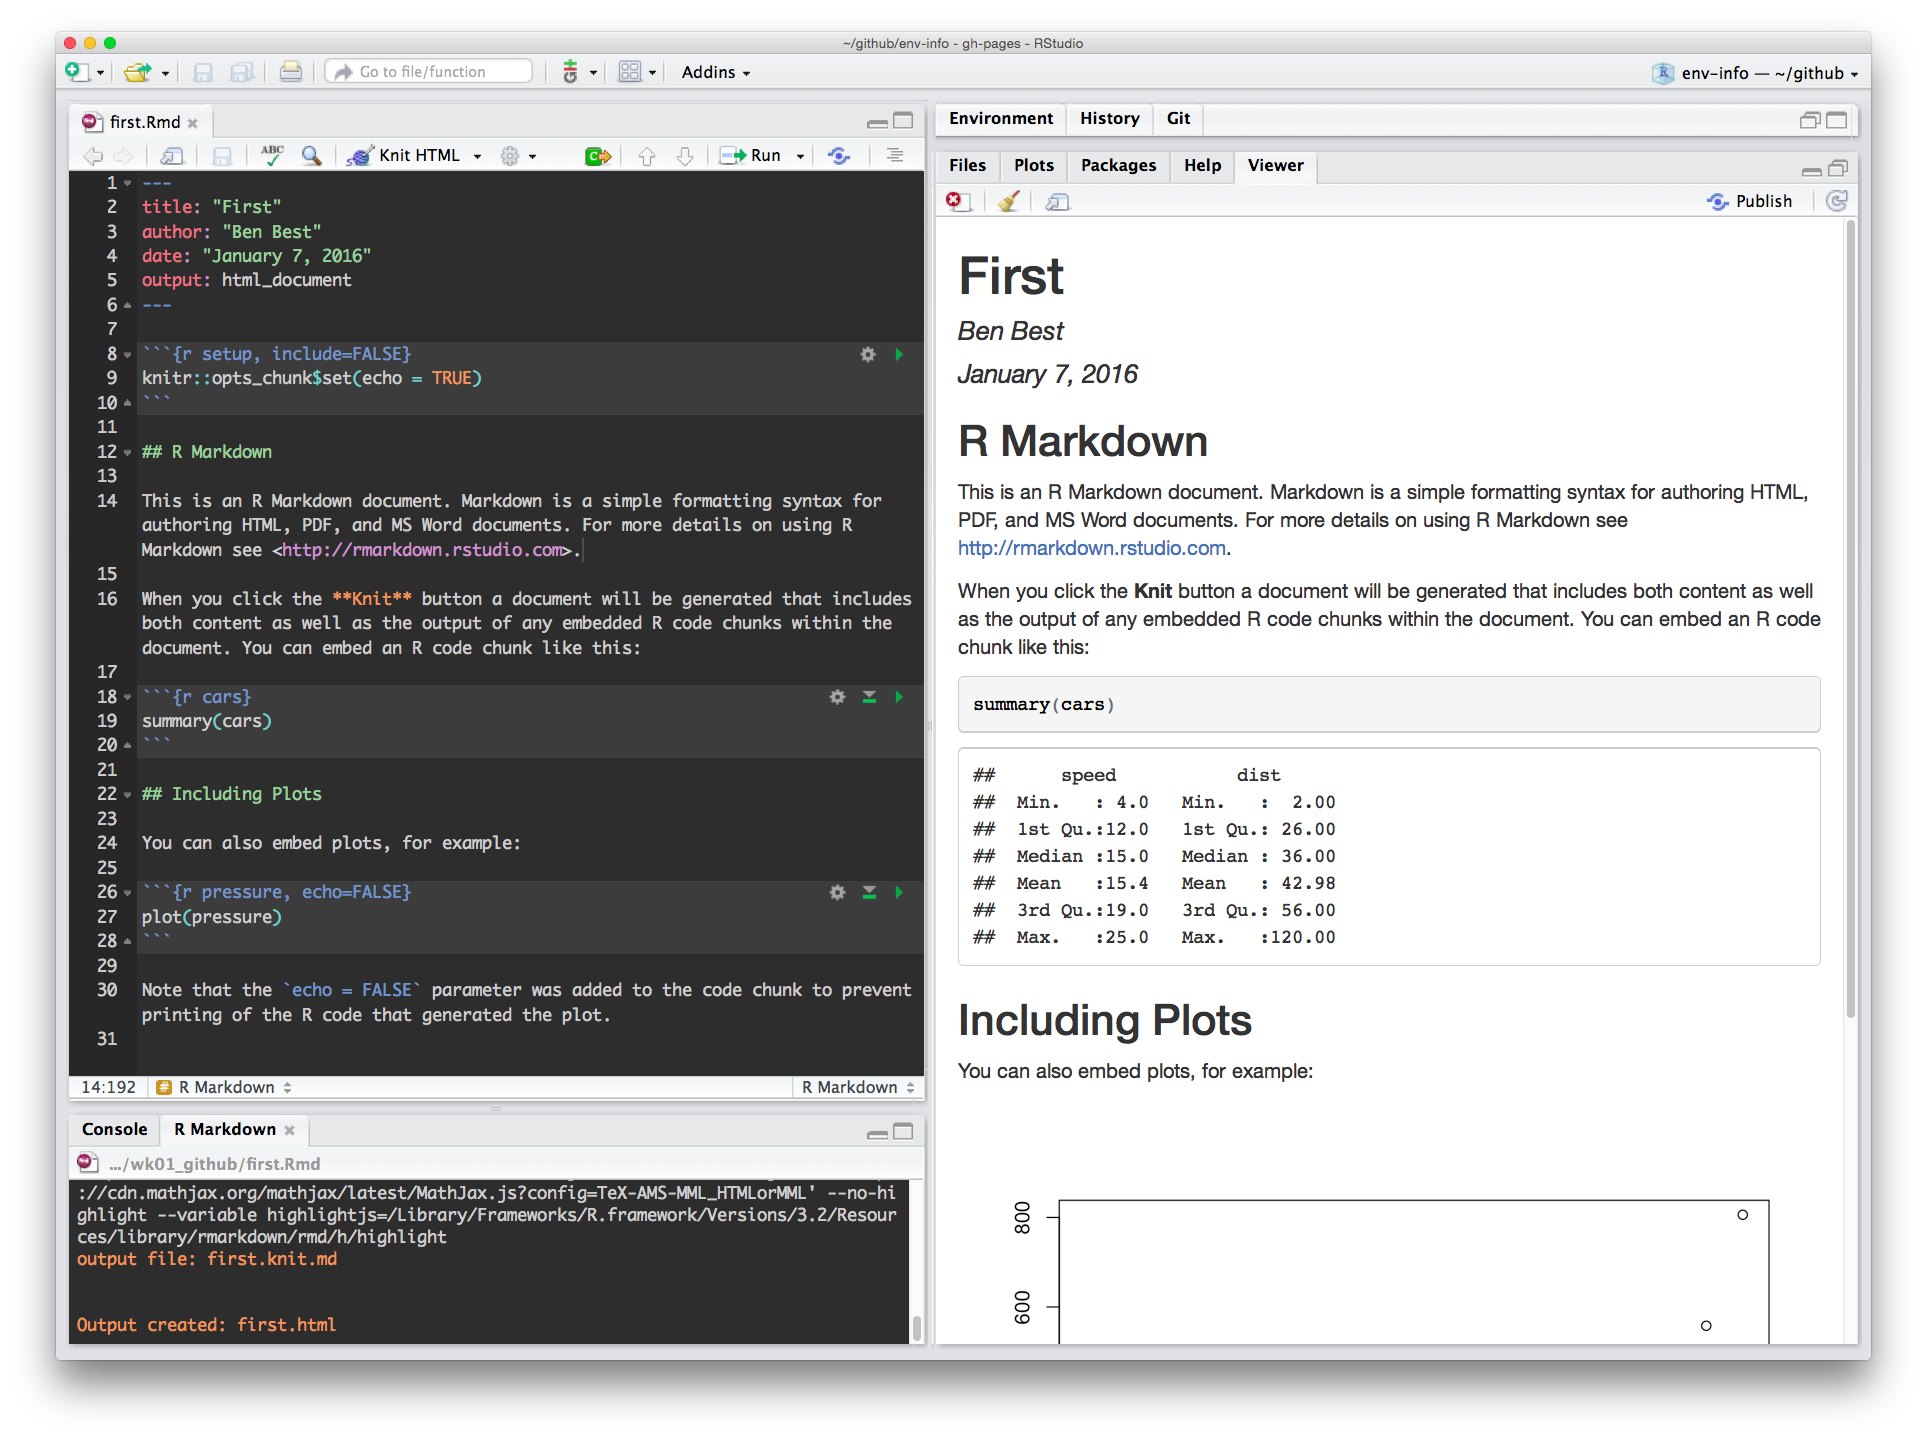 ~/github/env-info - gh-pages - RStudio
Go to file/function
Addins
env-info — ~/github
first.Rmd
ABC
Knit HTML
Run
1 ---
2 title: "First"
3 author: "Ben Best"
4 date: "January 7, 2016"
5 output: html_document
6 ---
7
8 ```{r setup, include=FALSE}
9 knitr::opts_chunk$set(echo = TRUE)
10 ```
11
12 ## R Markdown
13
14 This is an R Markdown document. Markdown is a simple formatting syntax for
authoring HTML, PDF, and MS Word documents. For more details on using R
Markdown see <http://rmarkdown.rstudio.com>.
15
16 When you click the **Knit** button a document will be generated that includes
both content as well as the output of any embedded R code chunks within the
document. You can embed an R code chunk like this:
17
18 ```{r cars}
19 summary(cars)
20 ```
21
22 ## Including Plots
23
24 You can also embed plots, for example:
25
26 ```{r pressure, echo=FALSE}
27 plot(pressure)
28 ```
29
30 Note that the `echo = FALSE` parameter was added to the code chunk to prevent
printing of the R code that generated the plot.
31
14:192
# R Markdown
R Markdown
Console
R Markdown
.../wk01_github/first.Rmd
://cdn.mathjax.org/mathjax/latest/MathJax.js?config=TeX-AMS-MML_HTMLorMML' --no-hi
ghlight --variable highlightjs=/Library/Frameworks/R.framework/Versions/3.2/Resour
ces/library/rmarkdown/rmd/h/highlight
output file: first.knit.md
Output created: first.html
Environment
History
Git
Files
Plots
Packages
Help
Viewer
Publish
First
Ben Best
January 7, 2016
R Markdown
This is an R Markdown document. Markdown is a simple formatting syntax for authoring HTML,
PDF, and MS Word documents. For more details on using R Markdown see
http://rmarkdown.rstudio.com.
When you click the Knit button a document will be generated that includes both content as well
as the output of any embedded R code chunks within the document. You can embed an R code
chunk like this:
summary(cars)
##      speed           dist
##  Min.   : 4.0   Min.   :  2.00
##  1st Qu.:12.0   1st Qu.: 26.00
##  Median :15.0   Median : 36.00
##  Mean   :15.4   Mean   : 42.98
##  3rd Qu.:19.0   3rd Qu.: 56.00
##  Max.   :25.0   Max.   :120.00
Including Plots
You can also embed plots, for example:
800
600